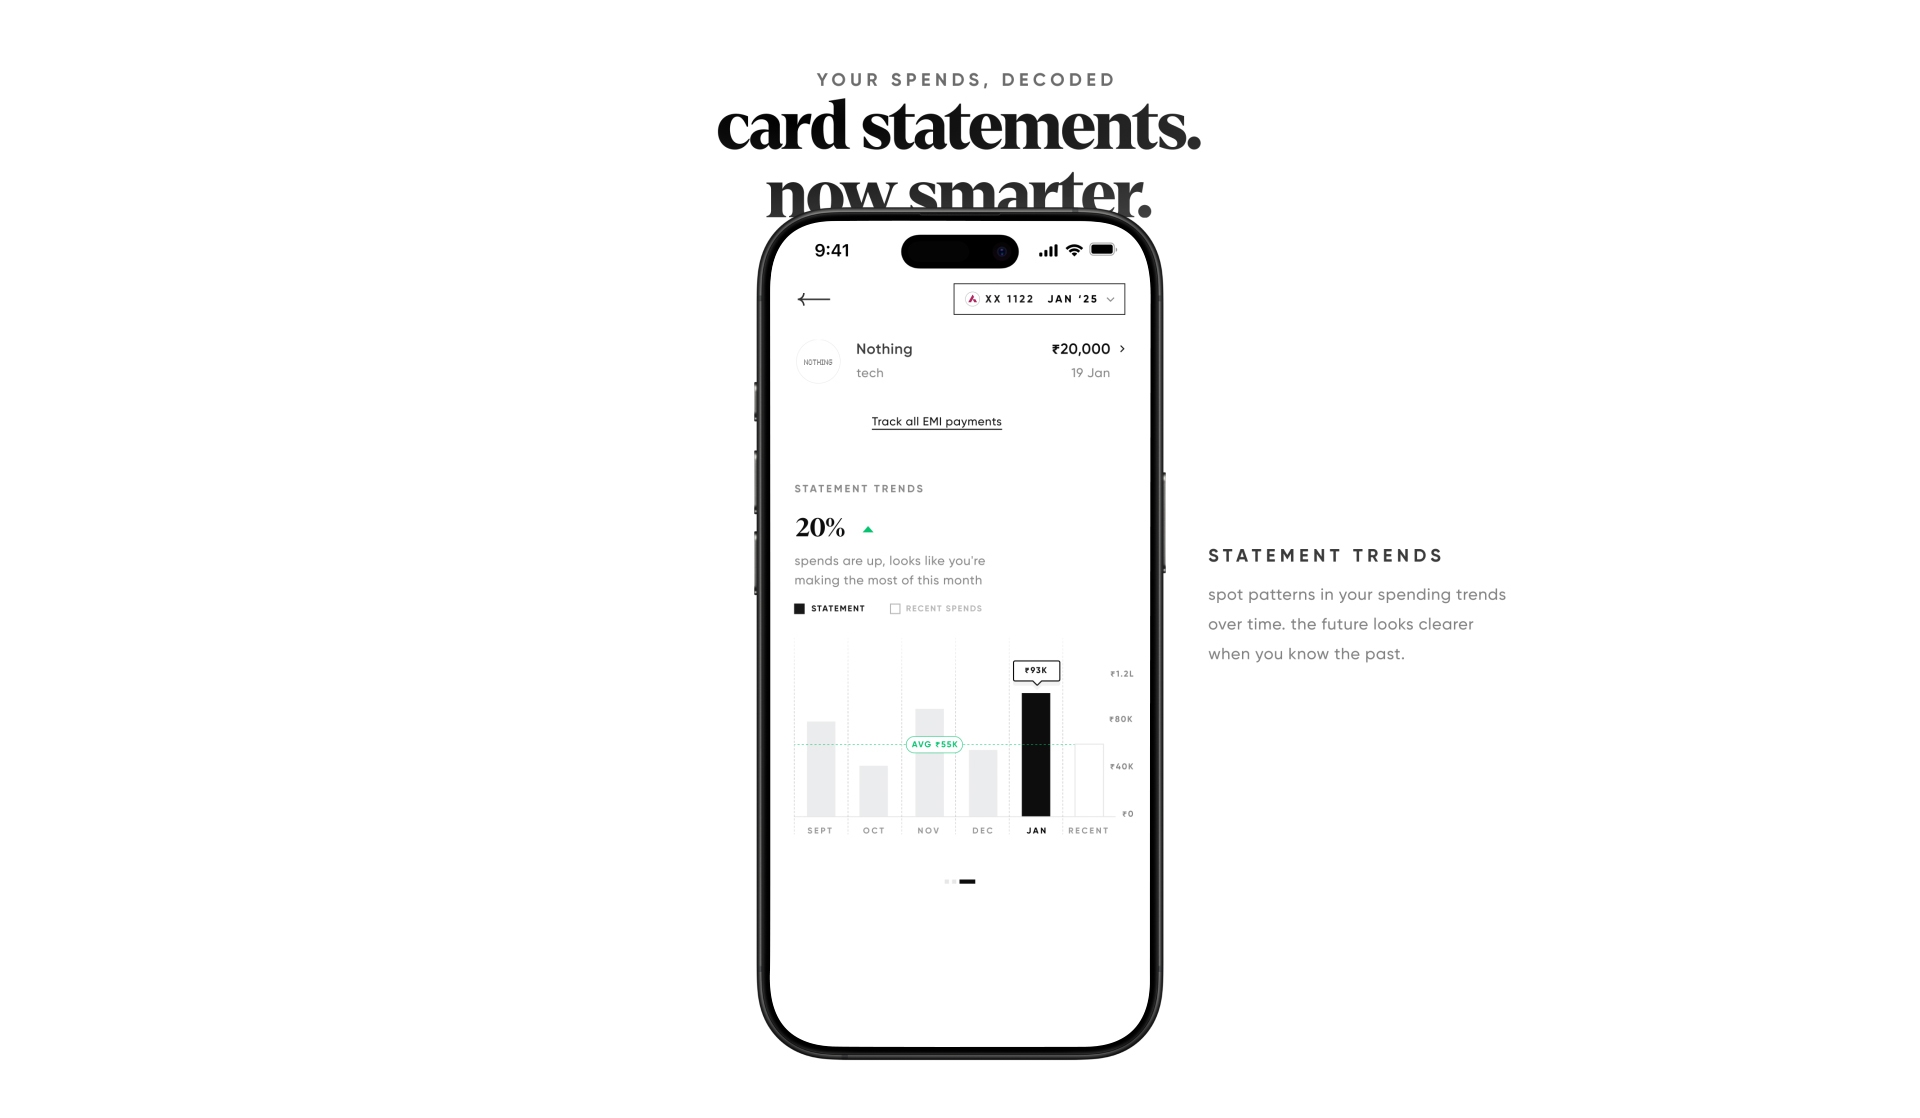 YOUR SPENDS, DECODED
card statements.
now smarter.
9:41
XX 1122 JAN '25
NOTHING
Nothing
₹20,000
tech
19 Jan
Track all EMI payments
STATEMENT TRENDS
20%
spends are up, looks like you're
making the most of this month
STATEMENT
RECENT SPENDS
₹93K
₹1.2L
₹80K
AVG ₹55K
₹40K
₹0
SEPT
OCT
NOV
DEC
JAN
RECENT
STATEMENT TRENDS
spot patterns in your spending trends
over time. the future looks clearer
when you know the past.